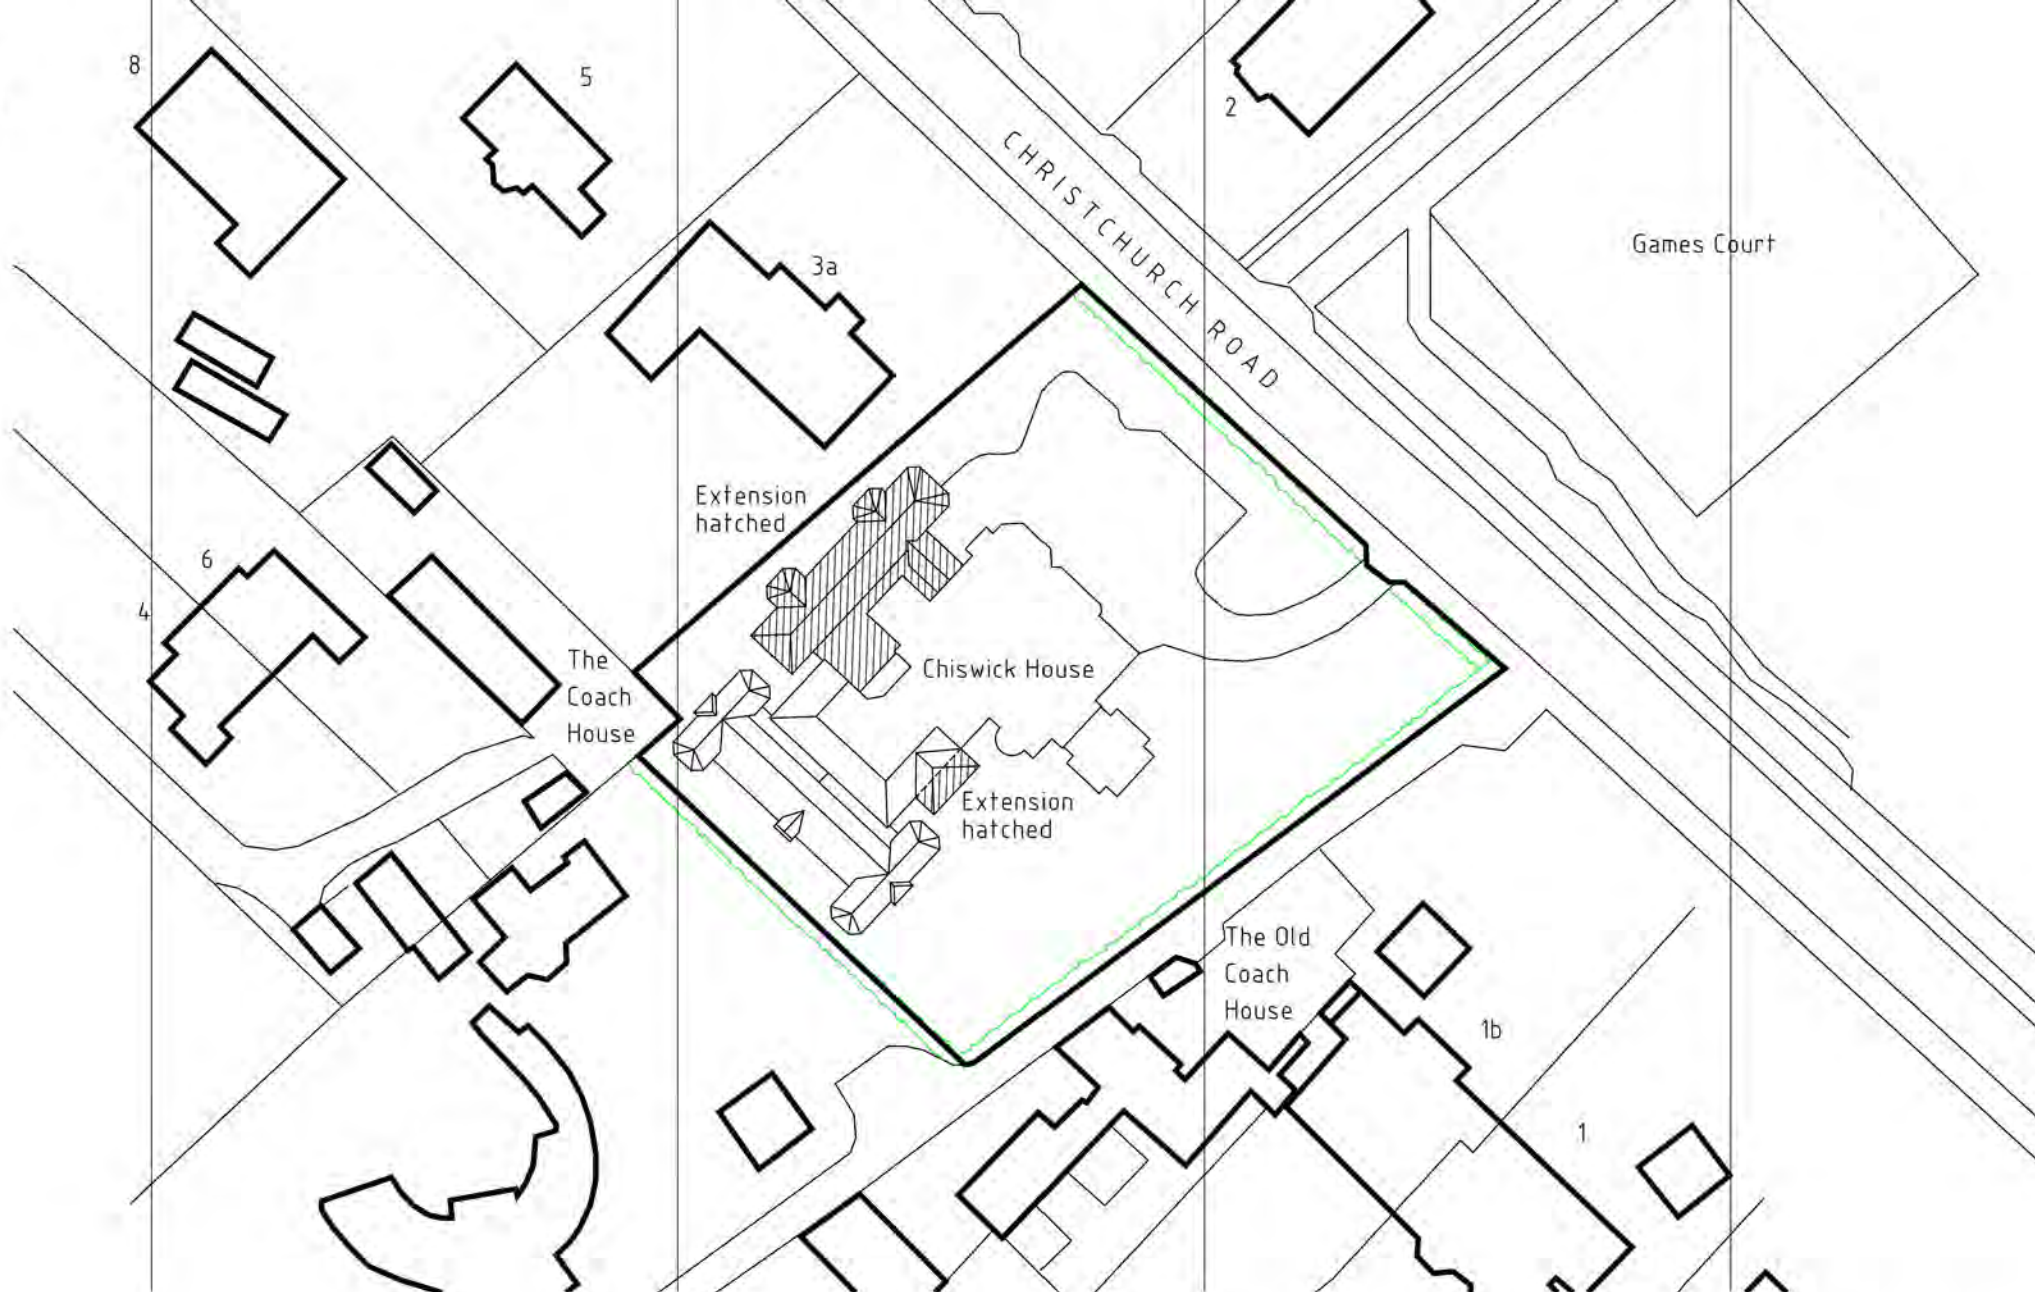 8
5
2
CHRISTCHURCH ROAD
Games Court
3a
Extension
hatched
6
4
The
Coach
House
Chiswick House
Extension
hatched
The Old
Coach
House
1b
1